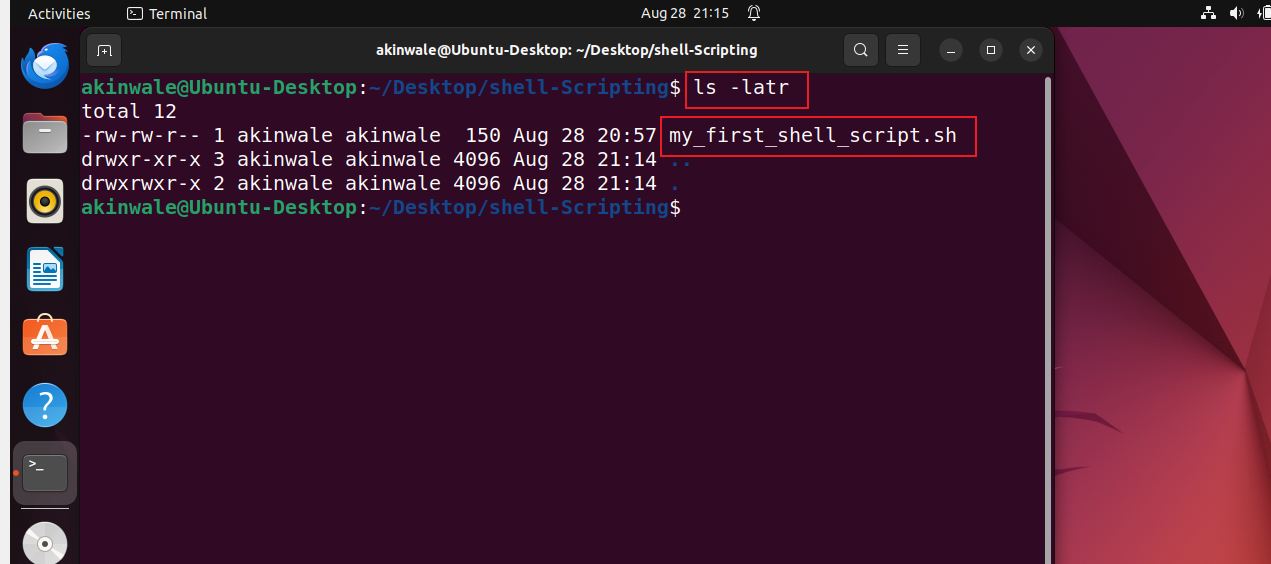 Activities Terminal Aug 28 21:15
akinwale@Ubuntu-Desktop: ~/Desktop/shell-Scripting
akinwale@Ubuntu-Desktop:~/Desktop/shell-Scripting$ ls -latr
total 12
-rw-rw-r-- 1 akinwale akinwale  150 Aug 28 20:57 my_first_shell_script.sh
drwxr-xr-x 3 akinwale akinwale 4096 Aug 28 21:14 ..
drwxrwxr-x 2 akinwale akinwale 4096 Aug 28 21:14 .
akinwale@Ubuntu-Desktop:~/Desktop/shell-Scripting$